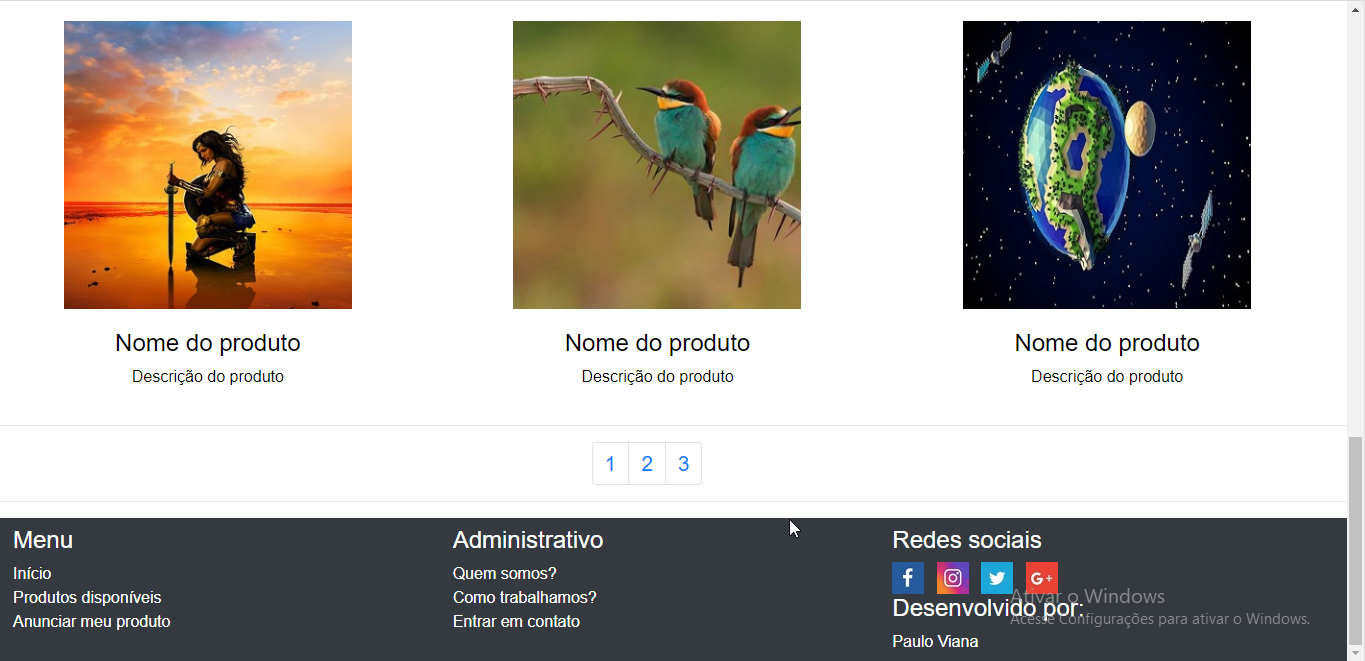 Nome do produto
Descrição do produto
Nome do produto
Descrição do produto
Nome do produto
Descrição do produto
1 2 3
Menu
Início
Produtos disponíveis
Anunciar meu produto
Administrativo
Quem somos?
Como trabalhamos?
Entrar em contato
Redes sociais
f G+
Desenvolvido por:
Paulo Viana
Ativar o Windows
Acesse Configurações para ativar o Windows.